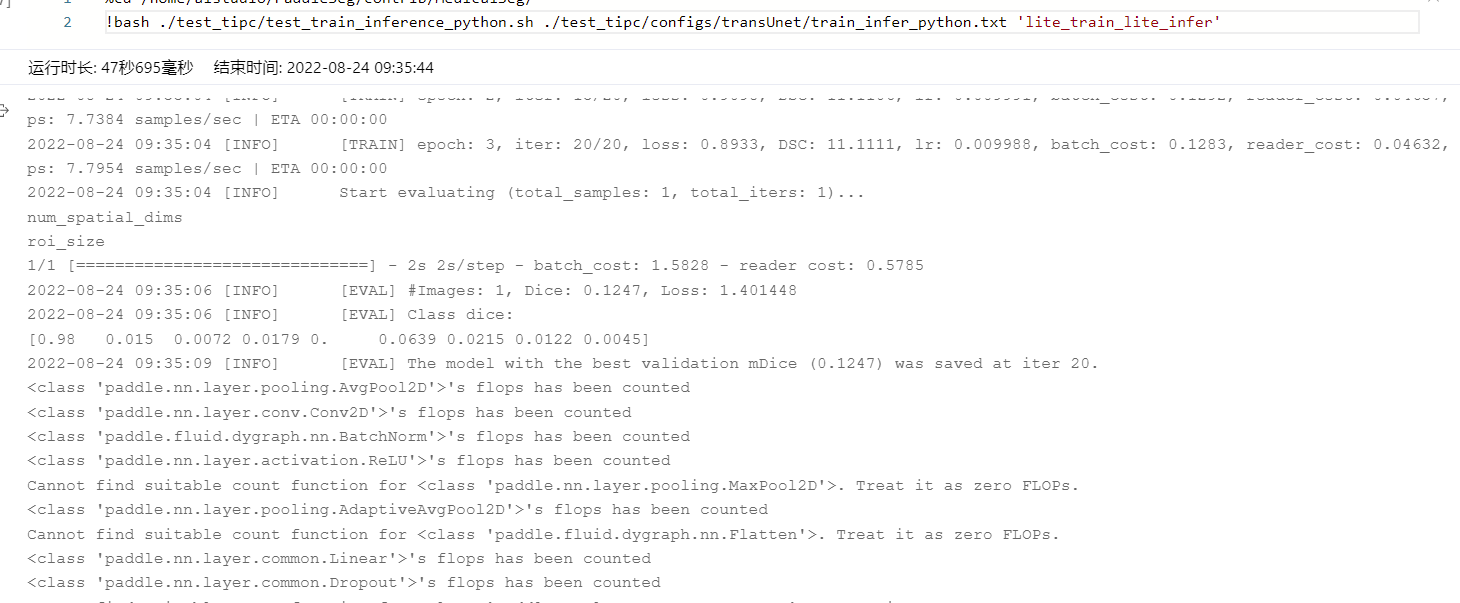 1 %cd /home/aistudio/PaddleSeg/contrib/MedicalSeg/
2 !bash ./test_tipc/test_train_inference_python.sh ./test_tipc/configs/transUnet/train_infer_python.txt 'lite_train_lite_infer'
运行时长: 47秒695毫秒 结束时间: 2022-08-24 09:35:44
ps: 7.7384 samples/sec | ETA 00:00:00
2022-08-24 09:35:04 [INFO] [TRAIN] epoch: 3, iter: 20/20, loss: 0.8933, DSC: 11.1111, lr: 0.009988, batch_cost: 0.1283, reader_cost: 0.04632,
ps: 7.7954 samples/sec | ETA 00:00:00
2022-08-24 09:35:04 [INFO] Start evaluating (total_samples: 1, total_iters: 1)...
num_spatial_dims
roi_size
1/1 [==============================] - 2s 2s/step - batch_cost: 1.5828 - reader cost: 0.5785
2022-08-24 09:35:06 [INFO] [EVAL] #Images: 1, Dice: 0.1247, Loss: 1.401448
2022-08-24 09:35:06 [INFO] [EVAL] Class dice:
[0.98 0.015 0.0072 0.0179 0. 0.0639 0.0215 0.0122 0.0045]
2022-08-24 09:35:09 [INFO] [EVAL] The model with the best validation mDice (0.1247) was saved at iter 20.
<class 'paddle.nn.layer.pooling.AvgPool2D'>'s flops has been counted
<class 'paddle.nn.layer.conv.Conv2D'>'s flops has been counted
<class 'paddle.fluid.dygraph.nn.BatchNorm'>'s flops has been counted
<class 'paddle.nn.layer.activation.ReLU'>'s flops has been counted
Cannot find suitable count function for <class 'paddle.nn.layer.pooling.MaxPool2D'>. Treat it as zero FLOPs.
<class 'paddle.nn.layer.pooling.AdaptiveAvgPool2D'>'s flops has been counted
Cannot find suitable count function for <class 'paddle.fluid.dygraph.nn.Flatten'>. Treat it as zero FLOPs.
<class 'paddle.nn.layer.common.Linear'>'s flops has been counted
<class 'paddle.nn.layer.common.Dropout'>'s flops has been counted